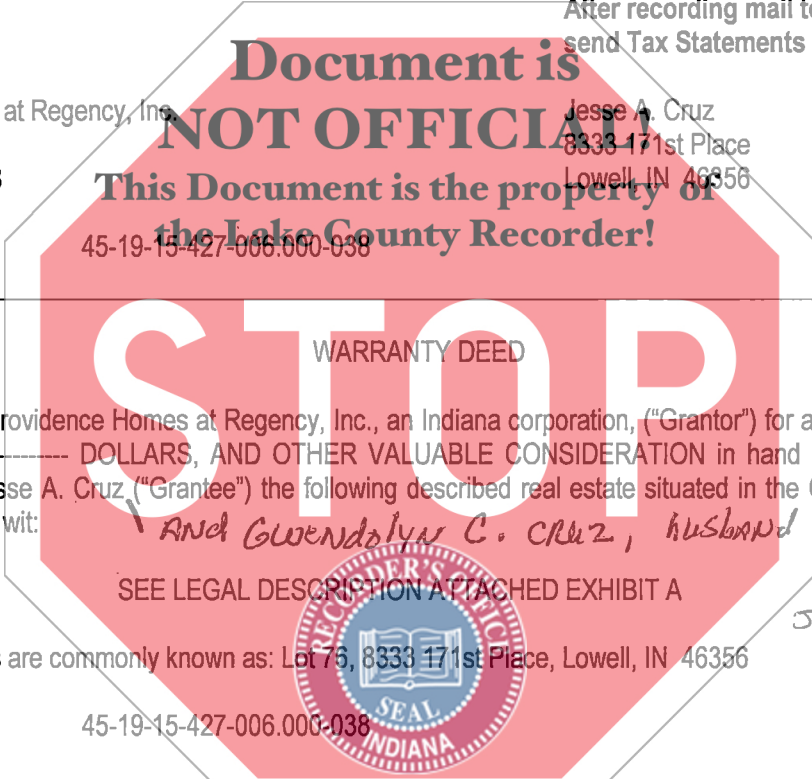 After recording mail t
send Tax Statements
Document is
at Regency, Inc.
NOT OFFICIAL
Jesse A. Cruz
8333 171st Place
Lowell, IN 46356
This Document is the property of
the Lake County Recorder!
45-19-15-427-006.000-038
STOP
WARRANTY DEED
rovidence Homes at Regency, Inc., an Indiana corporation, ("Grantor") for a
DOLLARS, AND OTHER VALUABLE CONSIDERATION in hand
sse A. Cruz ("Grantee") the following described real estate situated in the
wit:
And Gwendolyn C. Cruz, husband
SEE LEGAL DESCRIPTION ATTACHED EXHIBIT A
are commonly known as: Lot 76, 8333 171st Place, Lowell, IN 46356
45-19-15-427-006.000-038
RECORDER'S OFFICE
SEAL
INDIANA